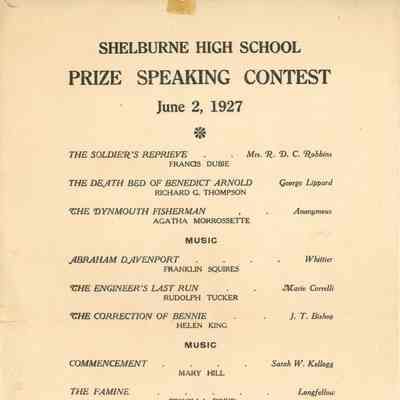 SHELBURNE HIGH SCHOOL
PRIZE SPEAKING CONTEST
June 2, 1927
THE SOLDIER'S REPRIEVE . . Mrs. R. D. C. Robbins
FRANCIS DUBIE
THE DEATH BED OF BENEDICT ARNOLD George Lippard
RICHARD G. THOMPSON
THE DYNMOUTH FISHERMAN . . Anonymous
AGATHA MORROSSETTE
MUSIC
ABRAHAM DAVENPORT . . . . Whittier
FRANKLIN SQUIRES
THE ENGINEER'S LAST RUN . . Marie Correlli
RUDOLPH TUCKER
THE CORRECTION OF BENNIE . . J. T. Bishop
HELEN KING
MUSIC
COMMENCEMENT . . . . Sarah W. Kellogg
MARY HILL
THE FAMINE . . . . Longfellow